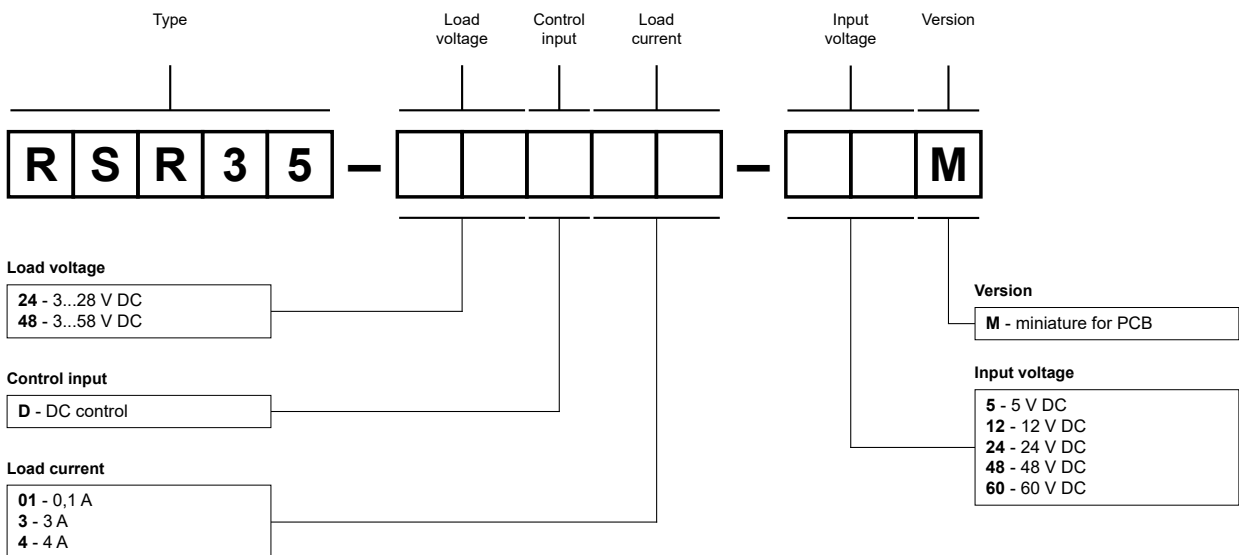 Type
Load
voltage
Control
input
Load
current
Input
voltage
Version
R S R 3 5 – – M
Load voltage
24 - 3...28 V DC
48 - 3...58 V DC
Control input
D - DC control
Load current
01 - 0,1 A
3 - 3 A
4 - 4 A
Version
M - miniature for PCB
Input voltage
5 - 5 V DC
12 - 12 V DC
24 - 24 V DC
48 - 48 V DC
60 - 60 V DC